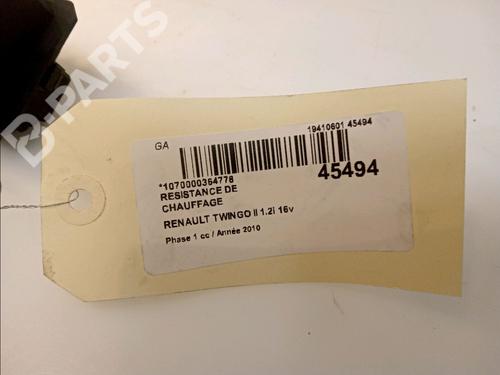 B-PARTS
GA
19410601 45494
*1070000364778
45494
RESISTANCE DE
CHAUFFAGE
RENAULT TWINGO II 1.2i 16v
Phase 1 cc / Année 2010